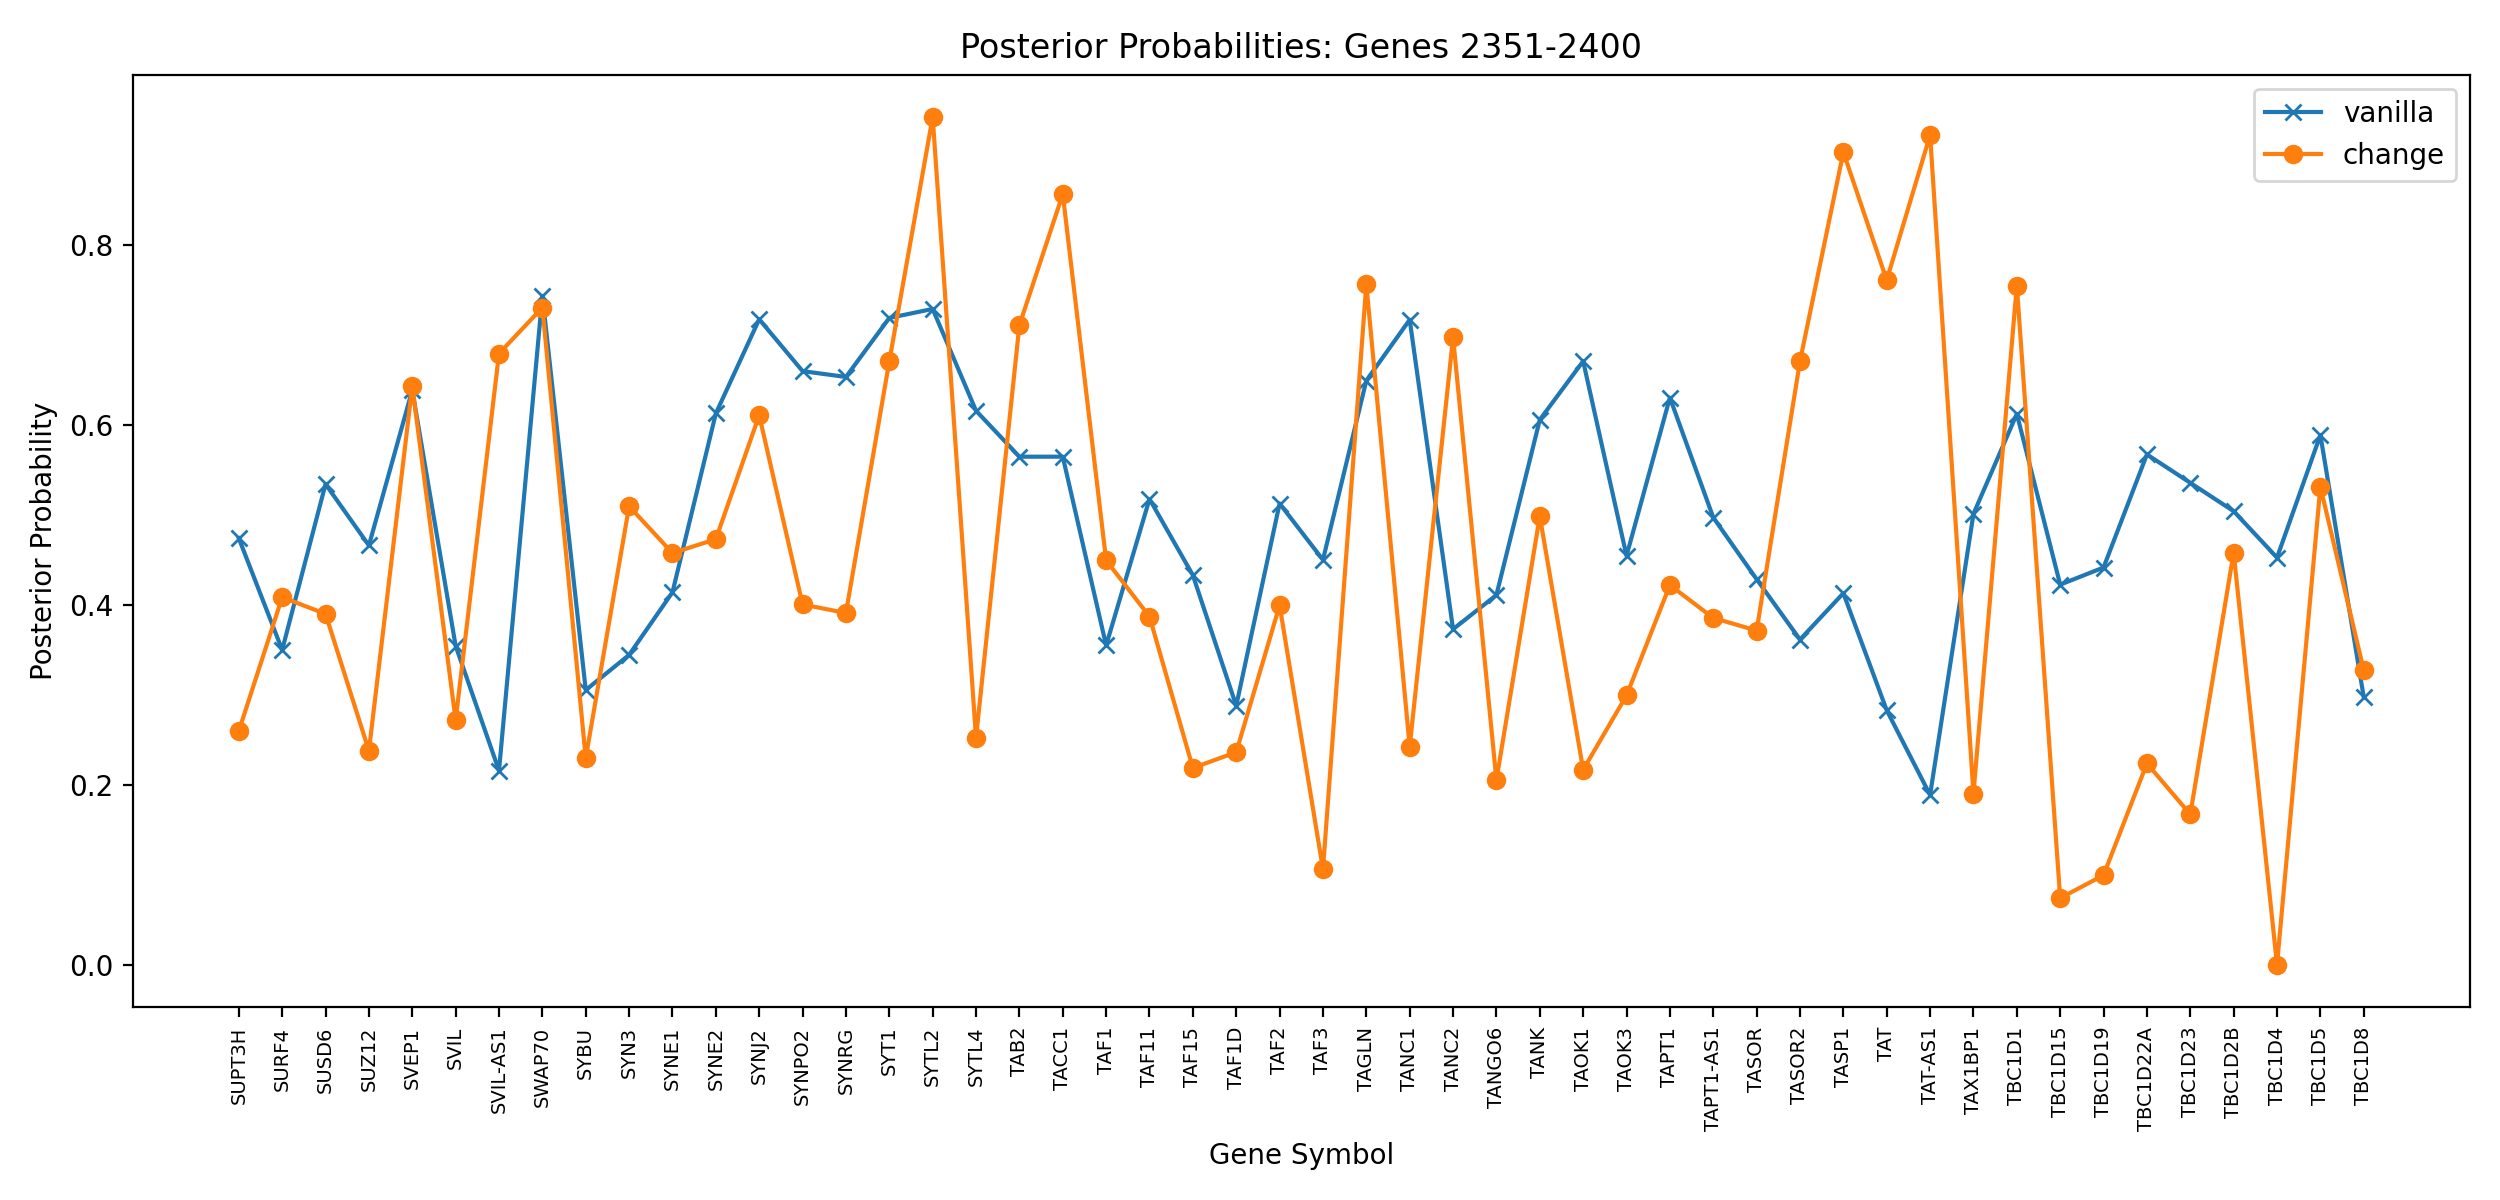 Posterior Probabilities: Genes 2351-2400
vanilla
change
Posterior Probability
0.8
0.6
0.4
0.2
0.0
SUPT3H
SURF4
SUSD6
SUZ12
SVEP1
SVIL
SVIL-AS1
SWAP70
SYBU
SYN3
SYNE1
SYNE2
SYNJ2
SYNPO2
SYNRG
SYT1
SYTL2
SYTL4
TAB2
TACC1
TAF1
TAF11
TAF15
TAF1D
TAF2
TAF3
TAGLN
TANC1
TANC2
TANGO6
TANK
TAOK1
TAOK3
TAPT1
TAPT1-AS1
TASOR
TASOR2
TASP1
TAT
TAT-AS1
TAX1BP1
TBC1D1
TBC1D15
TBC1D19
TBC1D22A
TBC1D23
TBC1D2B
TBC1D4
TBC1D5
TBC1D8
Gene Symbol